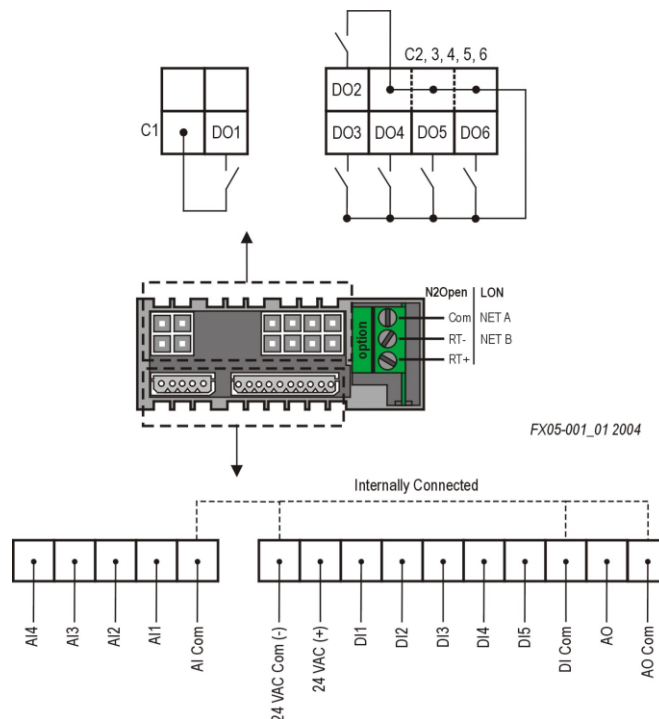 C2, 3, 4, 5, 6
DO2
C1 DO1
DO3 DO4 DO5 DO6
N2Open LON
option
Com NET A
RT- NET B
RT+
FX05-001_01 2004
Internally Connected
AI4
AI3
AI2
AI1
AI Com
24 VAC Com (-)
24 VAC (+)
DI1
DI2
DI3
DI4
DI5
DI Com
AO
AO Com